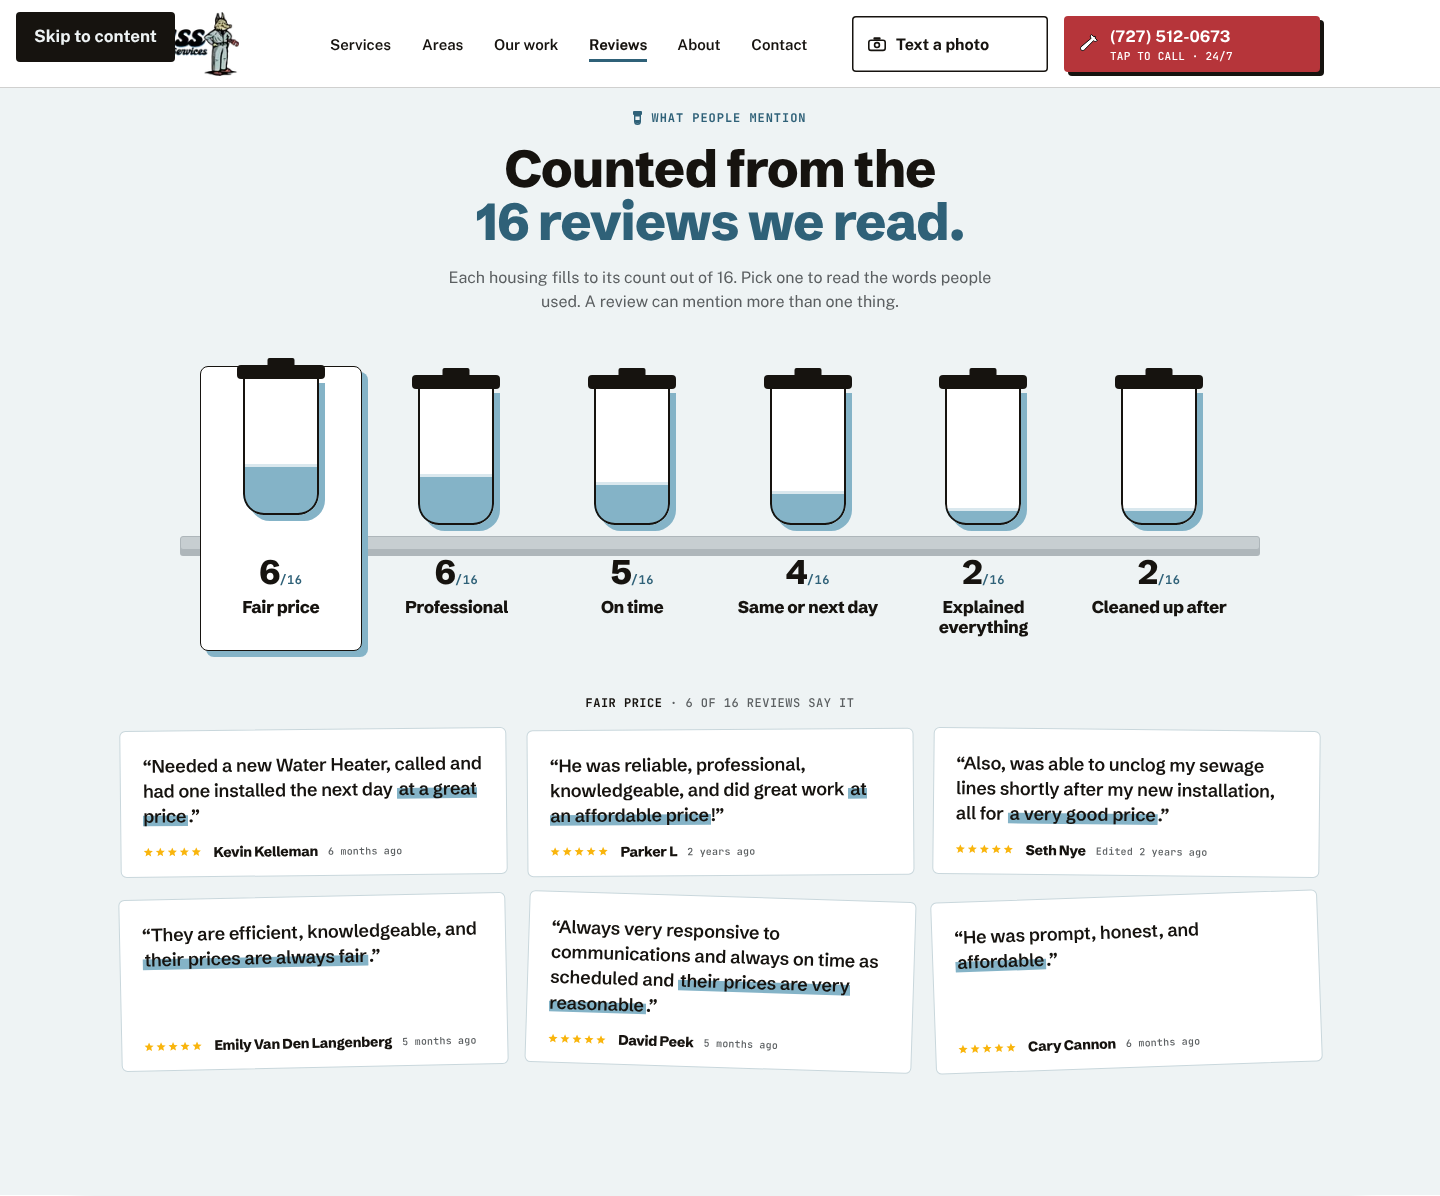 Skip to content
Services
Services
Areas
Our work
Reviews
About
Contact
Text a photo
(727) 512-0673
TAP TO CALL · 24/7
WHAT PEOPLE MENTION
Counted from the
16 reviews we read.
Each housing fills to its count out of 16. Pick one to read the words people
used. A review can mention more than one thing.
6/16
Fair price
6/16
Professional
5/16
On time
4/16
Same or next day
2/16
Explained
everything
2/16
Cleaned up after
FAIR PRICE · 6 OF 16 REVIEWS SAY IT
“Needed a new Water Heater, called and
had one installed the next day at a great
price.”
★★★★★ Kevin Kelleman 6 months ago
“He was reliable, professional,
knowledgeable, and did great work at
an affordable price!”
★★★★★ Parker L 2 years ago
“Also, was able to unclog my sewage
lines shortly after my new installation,
all for a very good price.”
★★★★★ Seth Nye Edited 2 years ago
“They are efficient, knowledgeable, and
their prices are always fair.”
★★★★★ Emily Van Den Langenberg 5 months ago
“Always very responsive to
communications and always on time as
scheduled and their prices are very
reasonable.”
★★★★★ David Peek 5 months ago
“He was prompt, honest, and
affordable.”
★★★★★ Cary Cannon 6 months ago